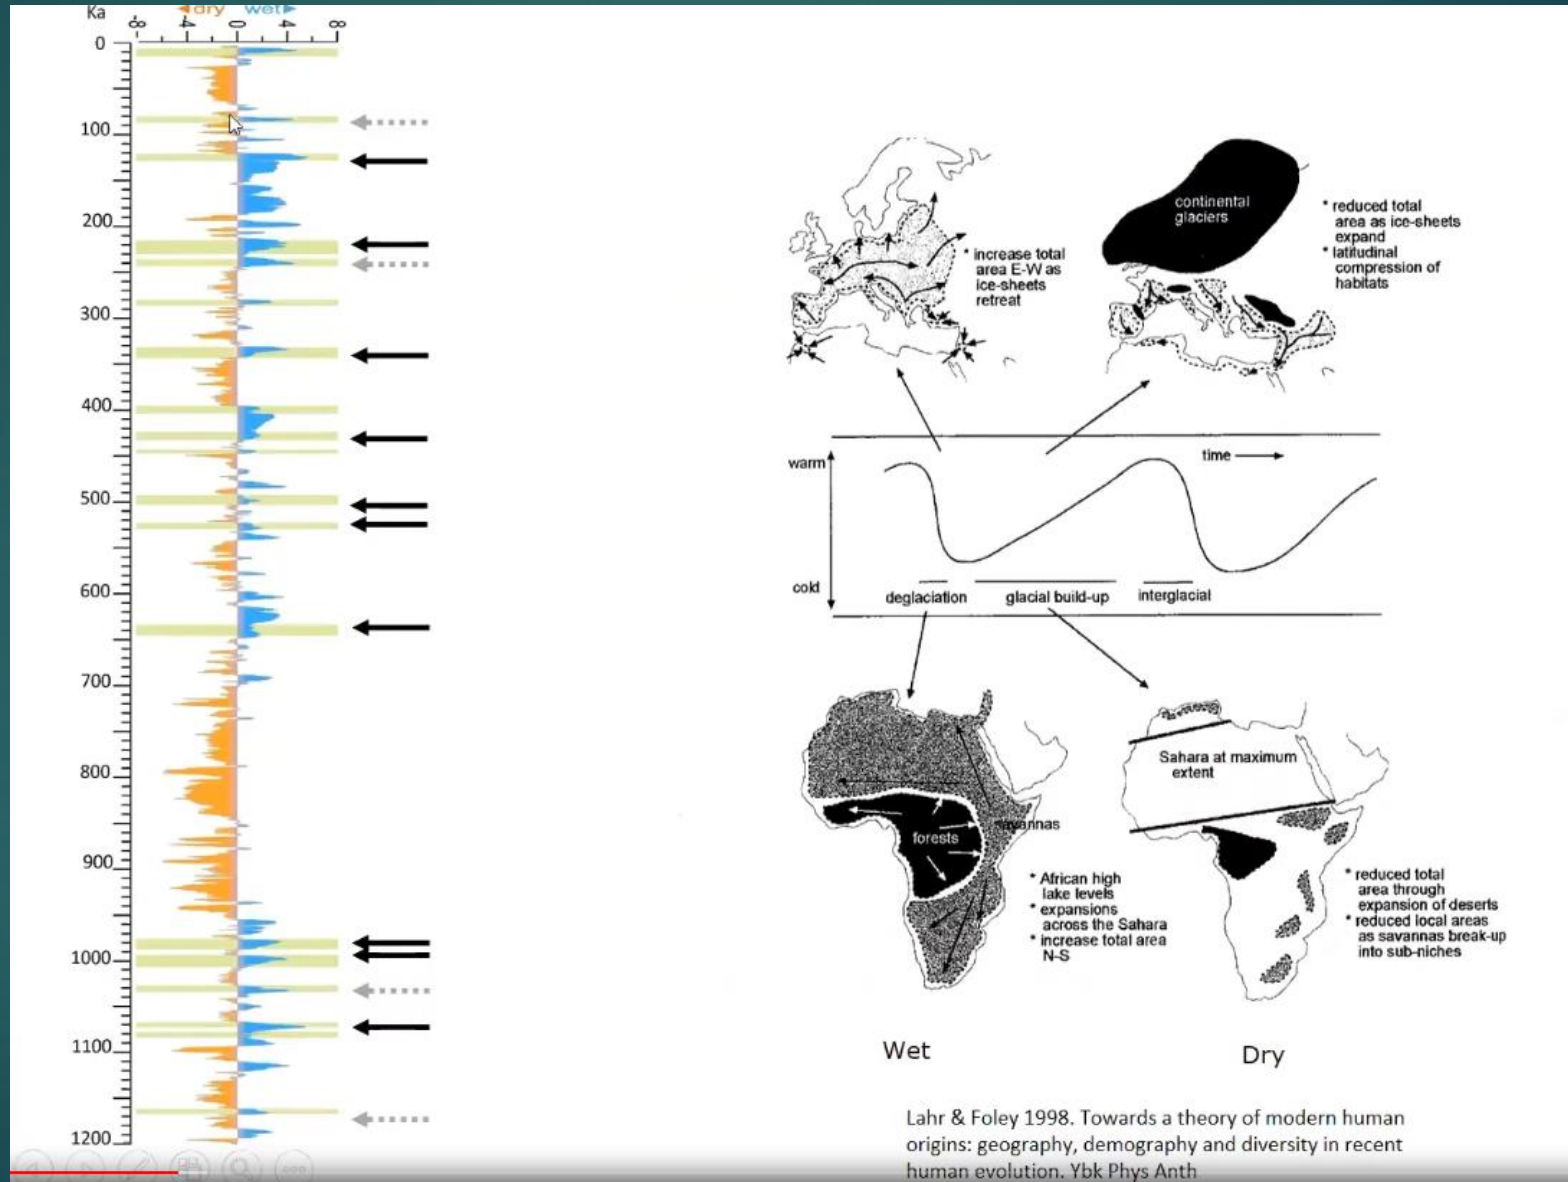 Ka
◄dry wet►
-8 -4 0 4 8
0
100
200
300
400
500
600
700
800
900
1000
1100
1200
continental
glaciers
* increase total
area E-W as
ice-sheets
retreat
* reduced total
area as ice-sheets
expand
* latitudinal
compression of
habitats
warm
time
cold
deglaciation
glacial build-up
interglacial
forests
savannas
* African high
lake levels
* expansions
across the Sahara
* increase total area
N-S
Sahara at maximum
extent
* reduced total
area through
expansion of deserts
* reduced local areas
as savannas break-up
into sub-niches
Wet
Dry
Lahr & Foley 1998. Towards a theory of modern human
origins: geography, demography and diversity in recent
human evolution. Ybk Phys Anth